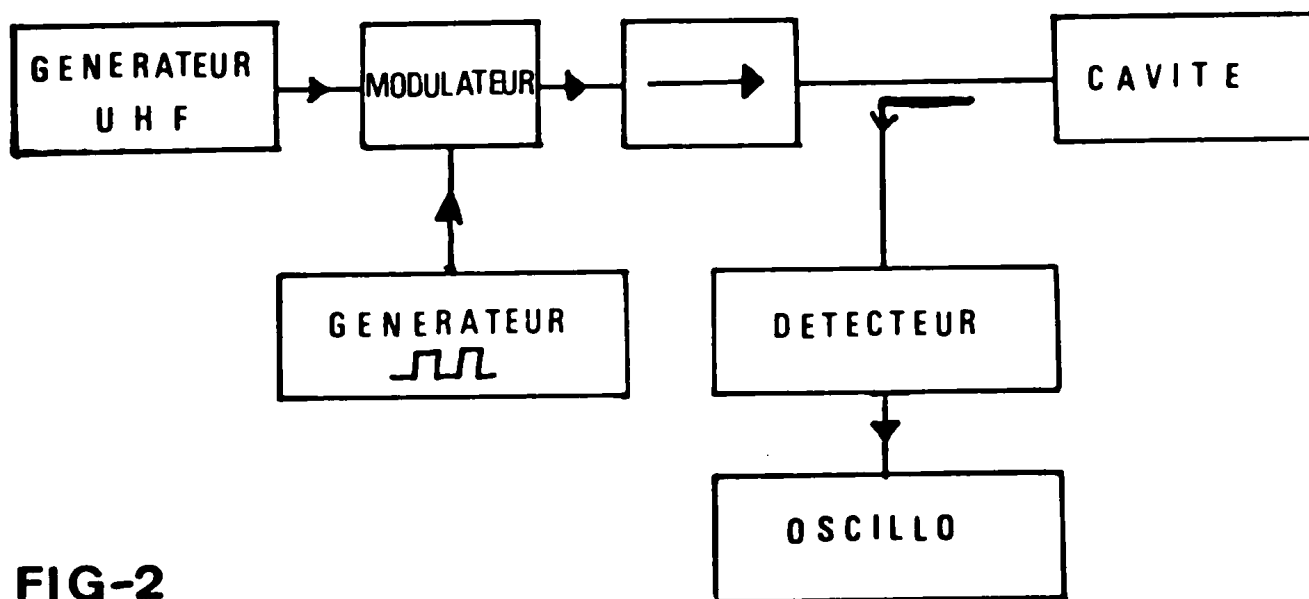 GENERATEUR
UHF
MODULATEUR
CAVITE
GENERATEUR
DETECTEUR
OSCILLO
FIG-2